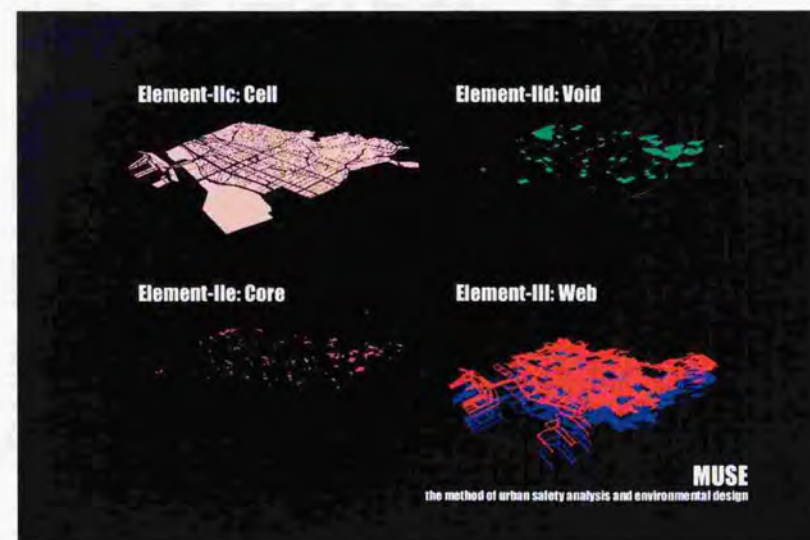 Element-IIc: Cell
Element-IId: Void
Element-IIe: Core
Element-III: Web
MUSE
the method of urban safety analysis and environmental design